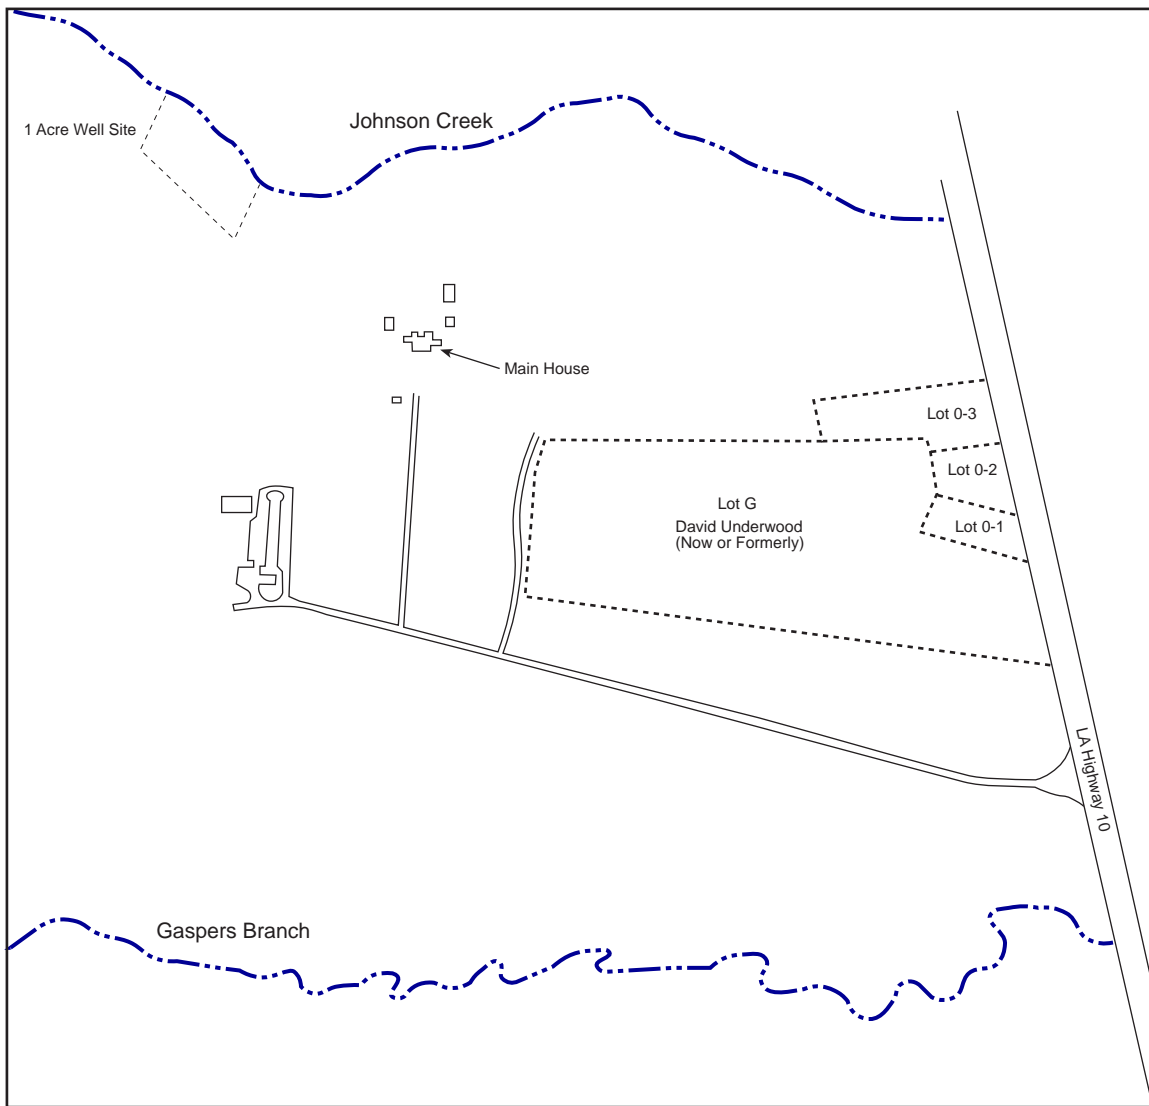 Johnson Creek
1 Acre Well Site
Main House
Lot 0-3
Lot 0-2
Lot G
David Underwood
(Now or Formerly)
Lot 0-1
LA Highway 10
Gaspers Branch